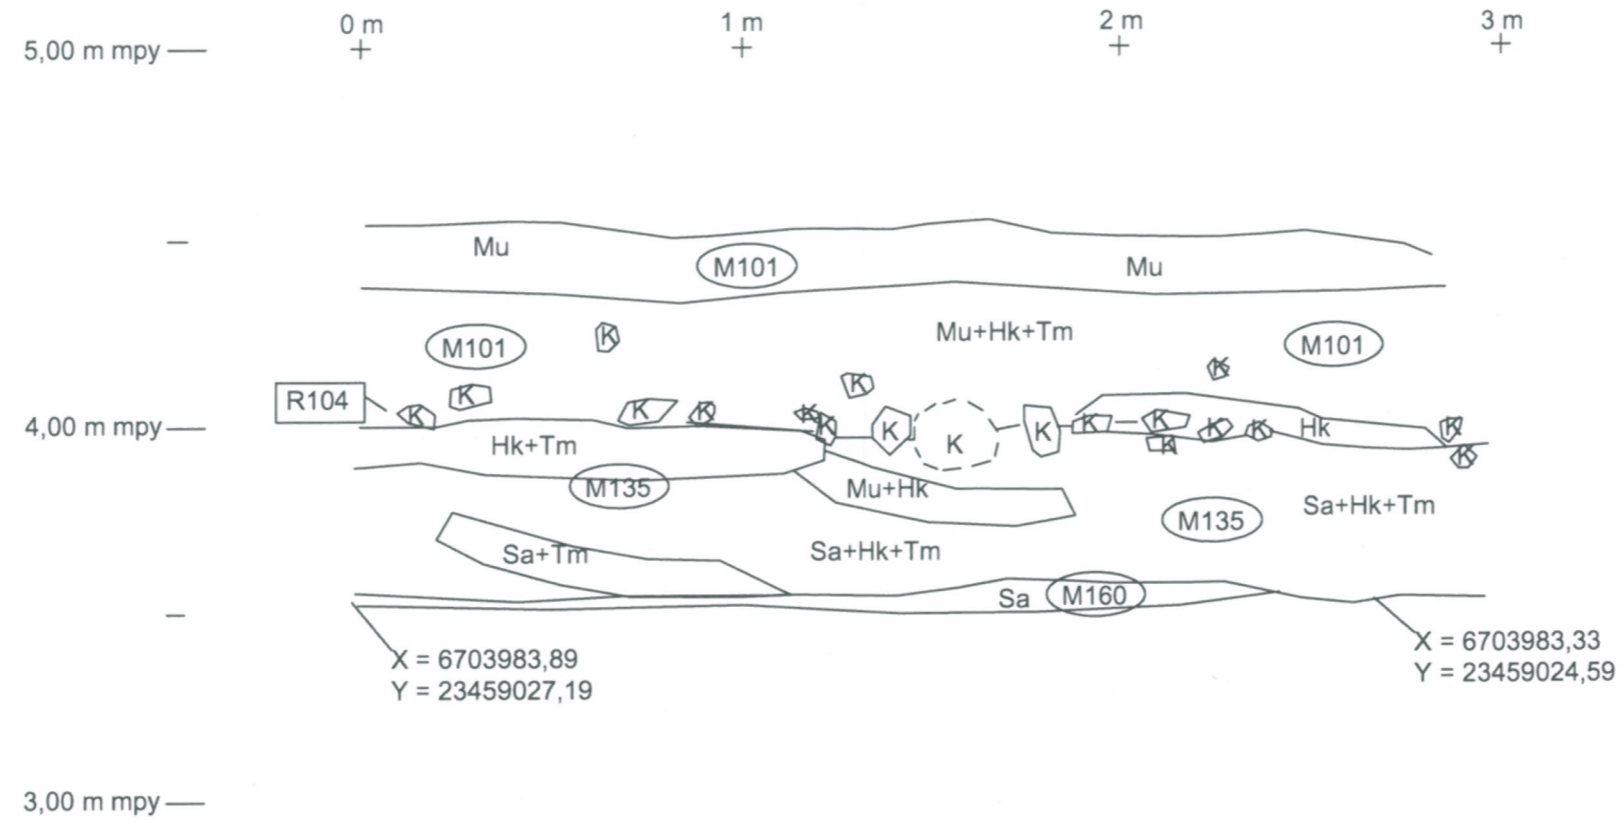 0 m 1 m 2 m 3 m
5,00 m mpy
Mu
M101
Mu
Mu+Hk+Tm
K
M101
M101
K
K
K
R104
K
K
K
K
K
4,00 m mpy
K
K
K
K
K
K
K
K
Hk
K
Hk+Tm
K
K
M135
Mu+Hk
Sa+Hk+Tm
M135
Sa+Tm
Sa+Hk+Tm
Sa
M160
X = 6703983,89
Y = 23459027,19
X = 6703983,33
Y = 23459024,59
3,00 m mpy